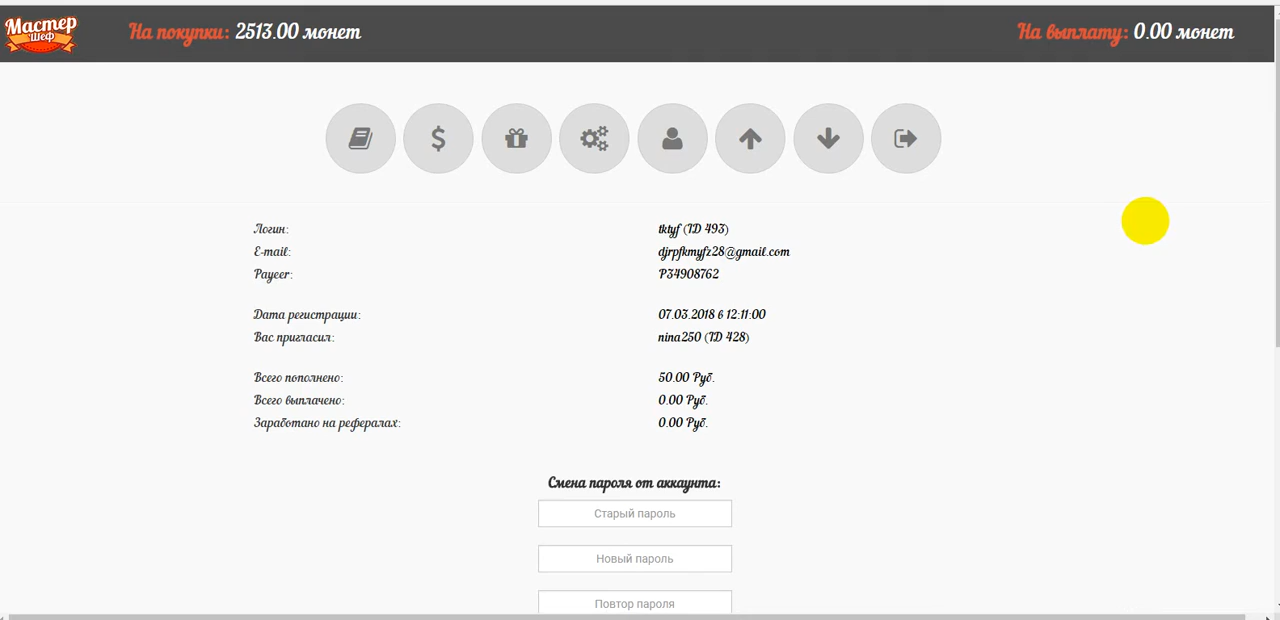 Мастер
Шеф
На покупки: 2513.00 монет
На выплату: 0.00 монет
Логин: tktyf (ID 493)
E-mail: djrpfkmyfz28@gmail.com
Payeer: P34908762
Дата регистрации: 07.03.2018 в 12:11:00
Вас пригласил: nina250 (ID 428)
Всего пополнено: 50.00 Руб.
Всего выплачено: 0.00 Руб.
Заработано на рефералах: 0.00 Руб.
Смена пароля от аккаунта:
Старый пароль
Новый пароль
Повтор пароля